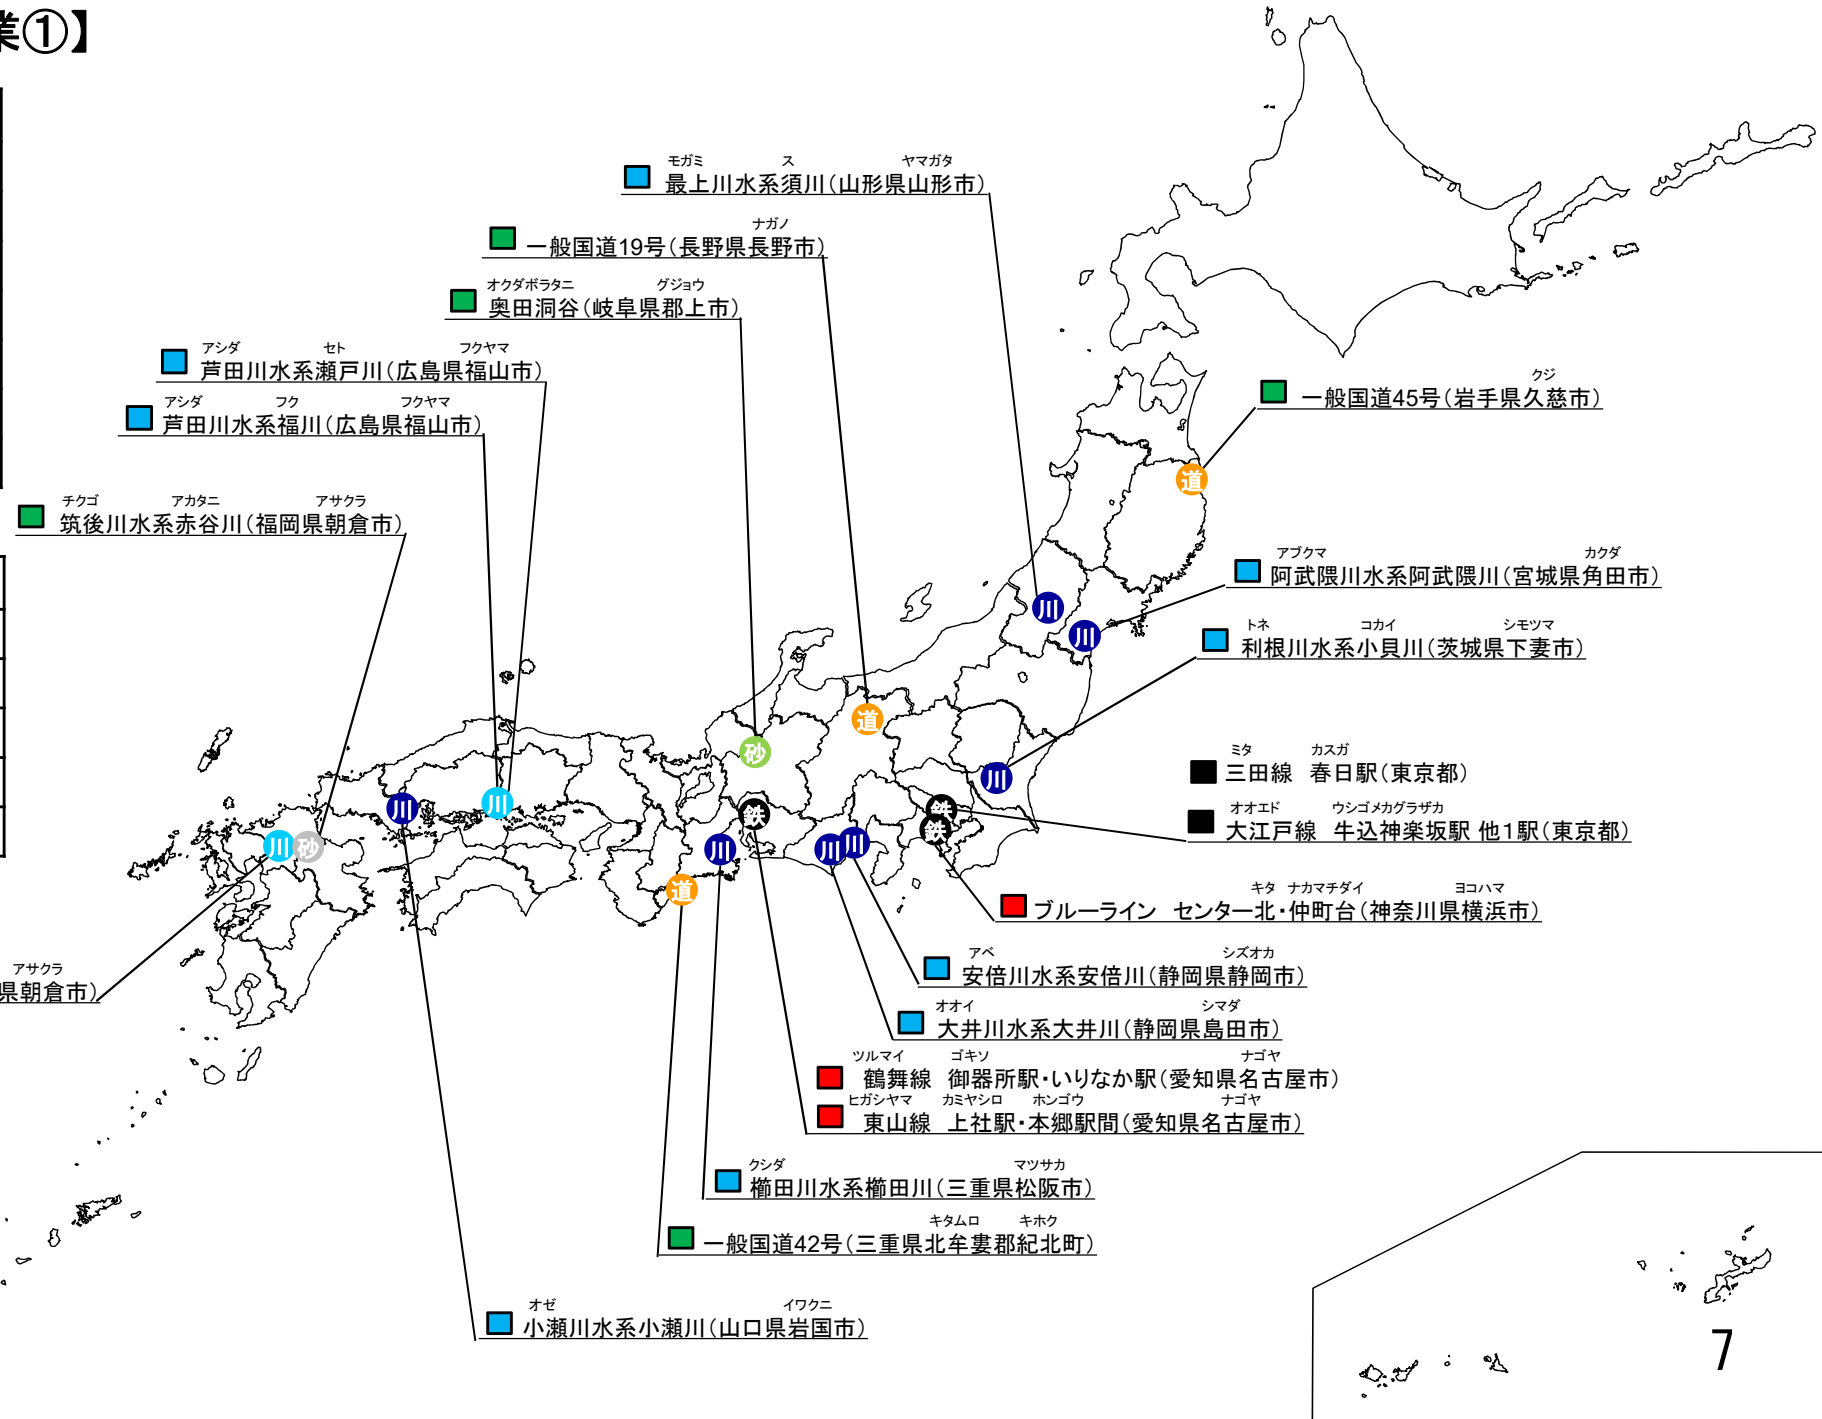 業①】
モガミ ス ヤマガタ
最上川水系須川(山形県山形市)
ナガノ
一般国道19号(長野県長野市)
オクダボラタニ グジョウ
奥田洞谷(岐阜県郡上市)
アシダ セト フクヤマ
芦田川水系瀬戸川(広島県福山市)
アシダ フク フクヤマ
芦田川水系福川(広島県福山市)
チクゴ アカタニ アサクラ
筑後川水系赤谷川(福岡県朝倉市)
クジ
一般国道45号(岩手県久慈市)
道
アブクマ カクダ
阿武隈川水系阿武隈川(宮城県角田市)
川
川
トネ コカイ シモツマ
利根川水系小貝川(茨城県下妻市)
道
砂
川
ミタ カスガ
三田線 春日駅(東京都)
オオエド ウシゴメカグラザカ
大江戸線 牛込神楽坂駅 他1駅(東京都)
川
川
鉄
鉄
鉄
川
砂
川
川
川
道
キタ ナカマチダイ ヨコハマ
ブルーライン センター北・仲町台(神奈川県横浜市)
アベ シズオカ
安倍川水系安倍川(静岡県静岡市)
アサクラ
県朝倉市)
オオイ シマダ
大井川水系大井川(静岡県島田市)
ツルマイ ゴキソ ナゴヤ
鶴舞線 御器所駅・いりなか駅(愛知県名古屋市)
ヒガシヤマ カミヤシロ ホンゴウ ナゴヤ
東山線 上社駅・本郷駅間(愛知県名古屋市)
クシダ マツサカ
櫛田川水系櫛田川(三重県松阪市)
キタムロ キホク
一般国道42号(三重県北牟婁郡紀北町)
オゼ イワクニ
小瀬川水系小瀬川(山口県岩国市)
7